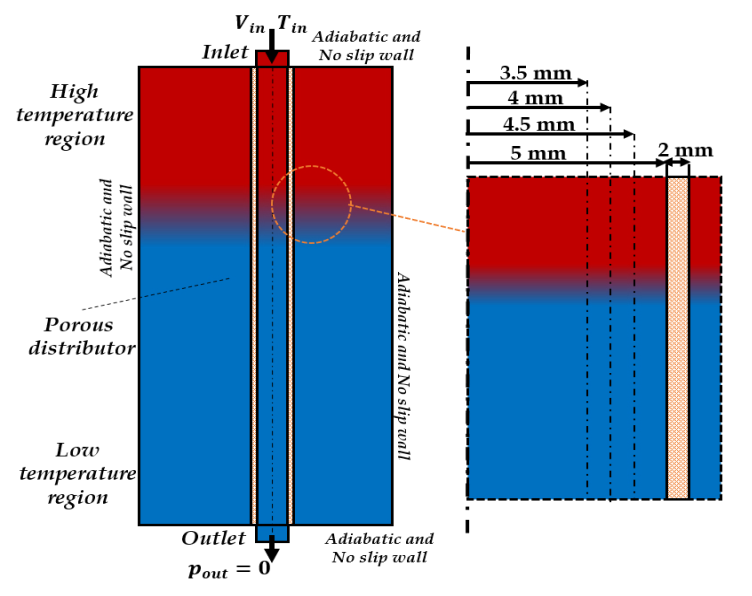 V_in T_in
Inlet
Adiabatic and
No slip wall
High
temperature
region
Adiabatic and
No slip wall
Porous
distributor
Low
temperature
region
Adiabatic and No slip wall
Outlet
p_out = 0
Adiabatic and
No slip wall
3.5 mm
4 mm
4.5 mm
5 mm
2 mm